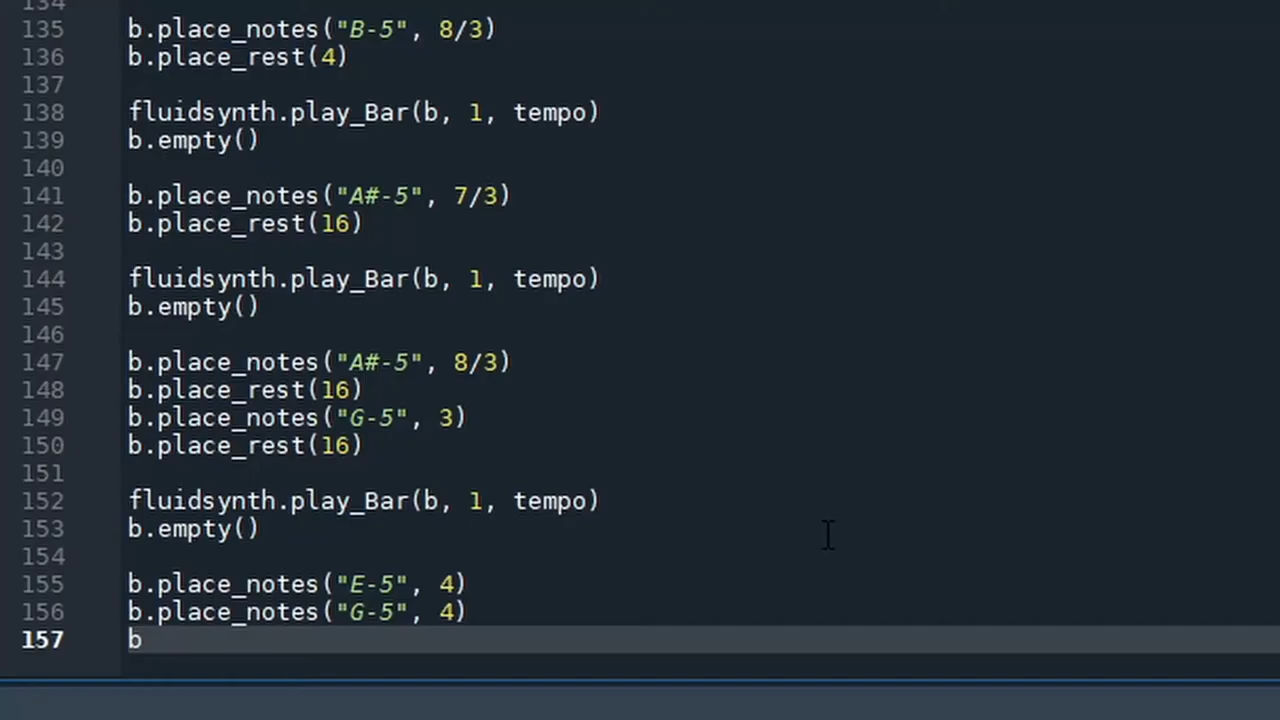 134
135 b.place_notes("B-5", 8/3)
136 b.place_rest(4)
137
138 fluidsynth.play_Bar(b, 1, tempo)
139 b.empty()
140
141 b.place_notes("A#-5", 7/3)
142 b.place_rest(16)
143
144 fluidsynth.play_Bar(b, 1, tempo)
145 b.empty()
146
147 b.place_notes("A#-5", 8/3)
148 b.place_rest(16)
149 b.place_notes("G-5", 3)
150 b.place_rest(16)
151
152 fluidsynth.play_Bar(b, 1, tempo)
153 b.empty()
154
155 b.place_notes("E-5", 4)
156 b.place_notes("G-5", 4)
157 b